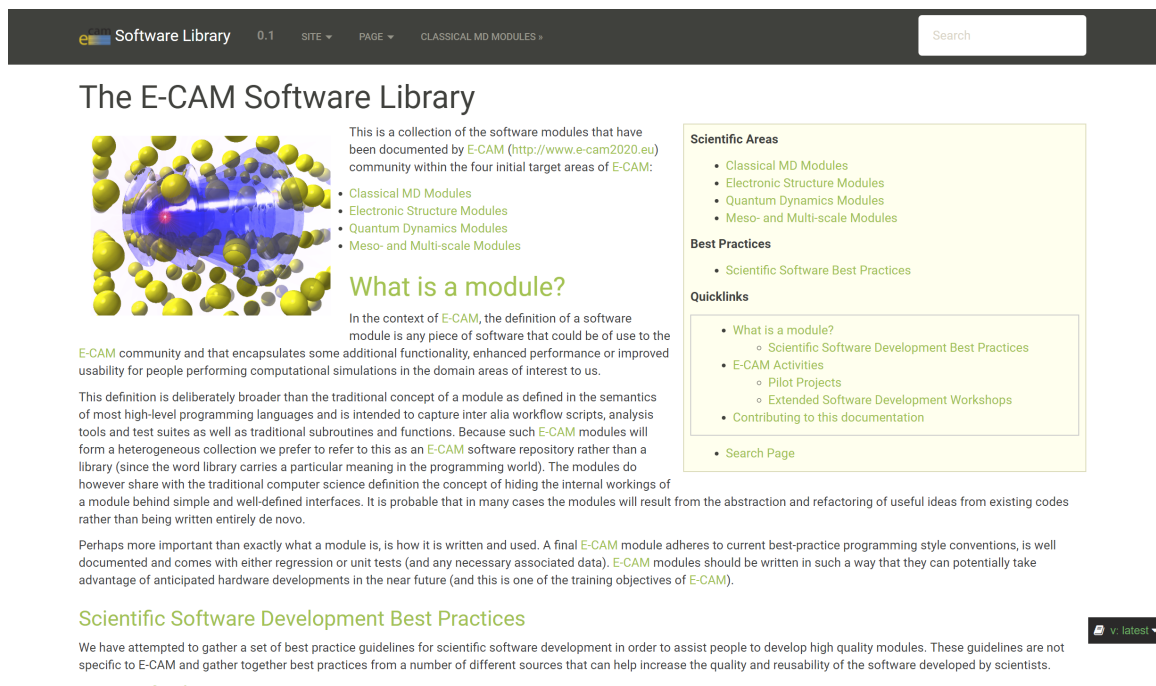 e cam Software Library 0.1 SITE PAGE CLASSICAL MD MODULES » Search
The E-CAM Software Library
This is a collection of the software modules that have
been documented by E-CAM (http://www.e-cam2020.eu)
community within the four initial target areas of E-CAM:
• Classical MD Modules
• Electronic Structure Modules
• Quantum Dynamics Modules
• Meso- and Multi-scale Modules
What is a module?
In the context of E-CAM, the definition of a software
module is any piece of software that could be of use to the
E-CAM community and that encapsulates some additional functionality, enhanced performance or improved
usability for people performing computational simulations in the domain areas of interest to us.
This definition is deliberately broader than the traditional concept of a module as defined in the semantics
of most high-level programming languages and is intended to capture inter alia workflow scripts, analysis
tools and test suites as well as traditional subroutines and functions. Because such E-CAM modules will
form a heterogeneous collection we prefer to refer to this as an E-CAM software repository rather than a
library (since the word library carries a particular meaning in the programming world). The modules do
however share with the traditional computer science definition the concept of hiding the internal workings of
a module behind simple and well-defined interfaces. It is probable that in many cases the modules will result from the abstraction and refactoring of useful ideas from existing codes
rather than being written entirely de novo.
Perhaps more important than exactly what a module is, is how it is written and used. A final E-CAM module adheres to current best-practice programming style conventions, is well
documented and comes with either regression or unit tests (and any necessary associated data). E-CAM modules should be written in such a way that they can potentially take
advantage of anticipated hardware developments in the near future (and this is one of the training objectives of E-CAM).
Scientific Software Development Best Practices
We have attempted to gather a set of best practice guidelines for scientific software development in order to assist people to develop high quality modules. These guidelines are not
specific to E-CAM and gather together best practices from a number of different sources that can help increase the quality and reusability of the software developed by scientists.
Scientific Areas
• Classical MD Modules
• Electronic Structure Modules
• Quantum Dynamics Modules
• Meso- and Multi-scale Modules
Best Practices
• Scientific Software Best Practices
Quicklinks
• What is a module?
◦ Scientific Software Development Best Practices
• E-CAM Activities
◦ Pilot Projects
◦ Extended Software Development Workshops
• Contributing to this documentation
• Search Page
v: latest